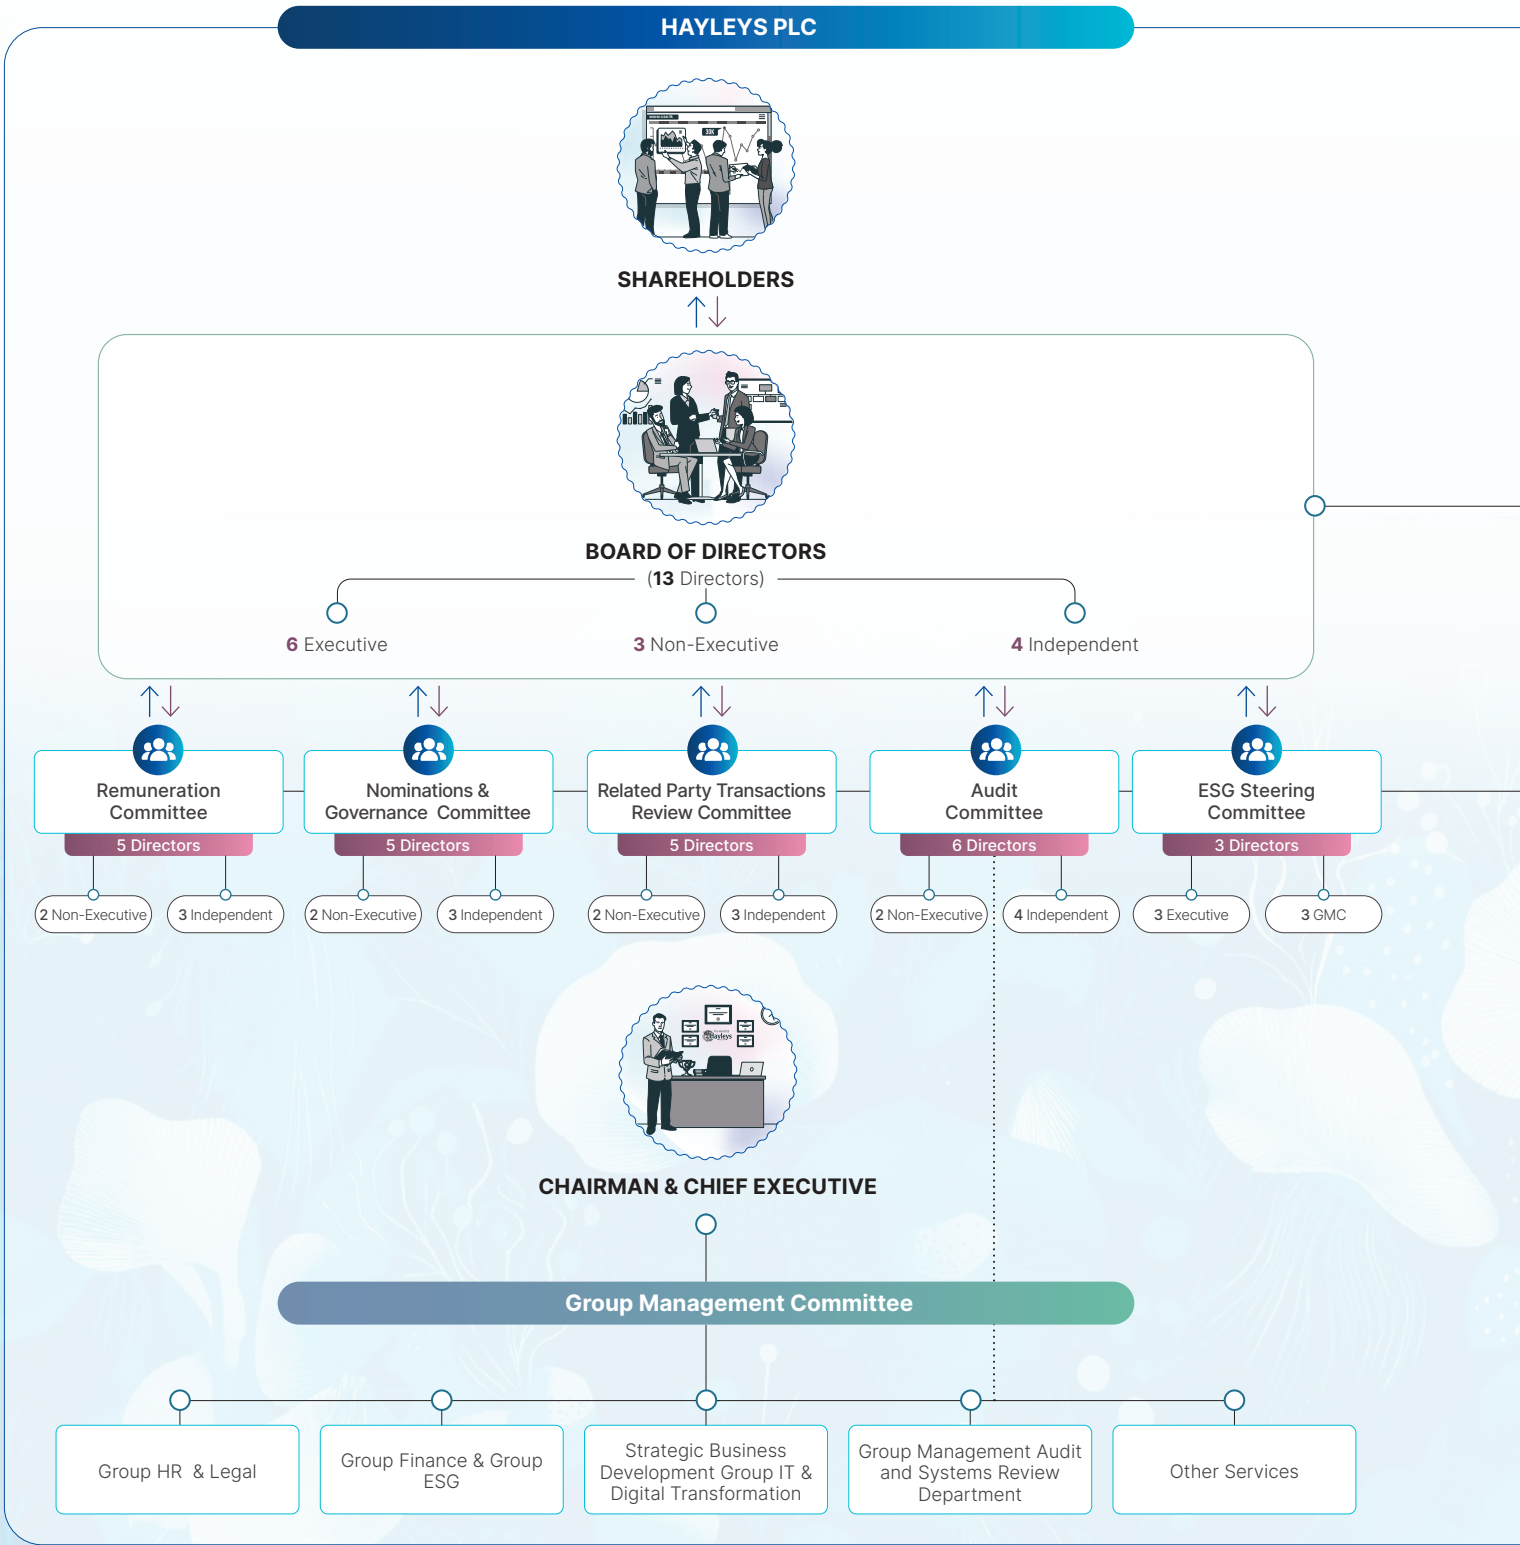 HAYLEYS PLC
30K
SHAREHOLDERS
BOARD OF DIRECTORS
(13 Directors)
6 Executive
3 Non-Executive
4 Independent
Remuneration
Committee
5 Directors
2 Non-Executive
3 Independent
Nominations &
Governance Committee
5 Directors
2 Non-Executive
3 Independent
Related Party Transactions
Review Committee
5 Directors
2 Non-Executive
3 Independent
Audit
Committee
6 Directors
2 Non-Executive
4 Independent
ESG Steering
Committee
3 Directors
3 Executive
3 GMC
Hayleys
CHAIRMAN & CHIEF EXECUTIVE
Group Management Committee
Group HR & Legal
Group Finance & Group
ESG
Strategic Business
Development Group IT &
Digital Transformation
Group Management Audit
and Systems Review
Department
Other Services